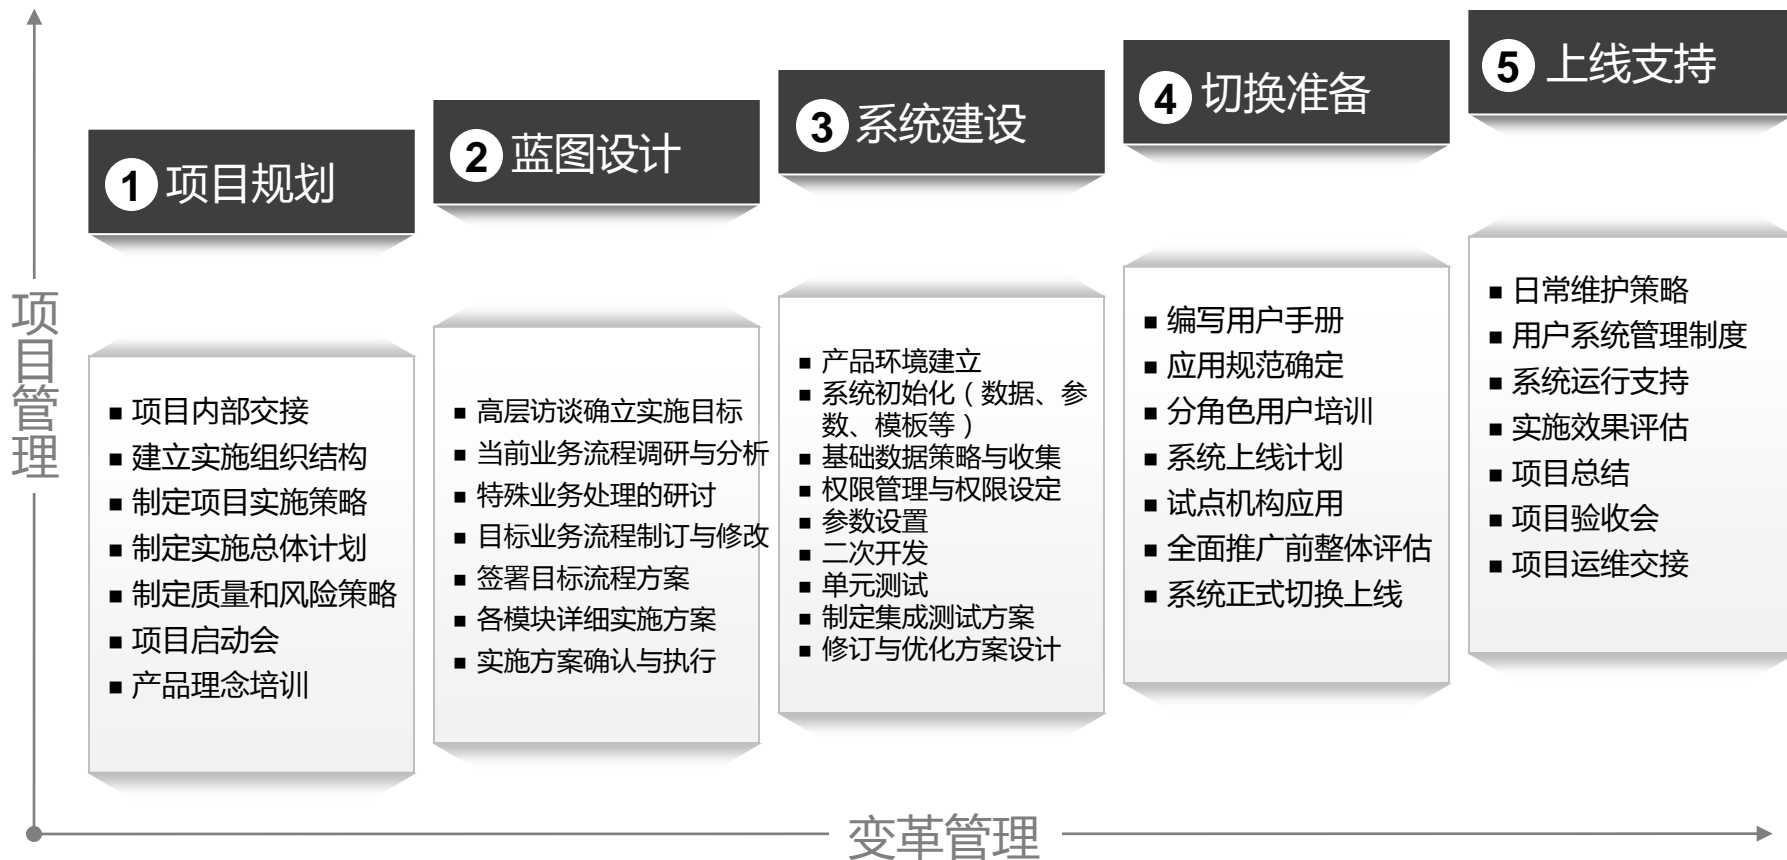 项目管理
1 项目规划
项目内部交接
建立实施组织结构
制定项目实施策略
制定实施总体计划
制定质量和风险策略
项目启动会
产品理念培训
2 蓝图设计
高层访谈确立实施目标
当前业务流程调研与分析
特殊业务处理的研讨
目标业务流程制订与修改
签署目标流程方案
各模块详细实施方案
实施方案确认与执行
3 系统建设
产品环境建立
系统初始化（数据、参
数、模板等）
基础数据策略与收集
权限管理与权限设定
参数设置
二次开发
单元测试
制定集成测试方案
修订与优化方案设计
4 切换准备
编写用户手册
应用规范确定
分角色用户培训
系统上线计划
试点机构应用
全面推广前整体评估
系统正式切换上线
5 上线支持
日常维护策略
用户系统管理制度
系统运行支持
实施效果评估
项目总结
项目验收会
项目运维交接
变革管理